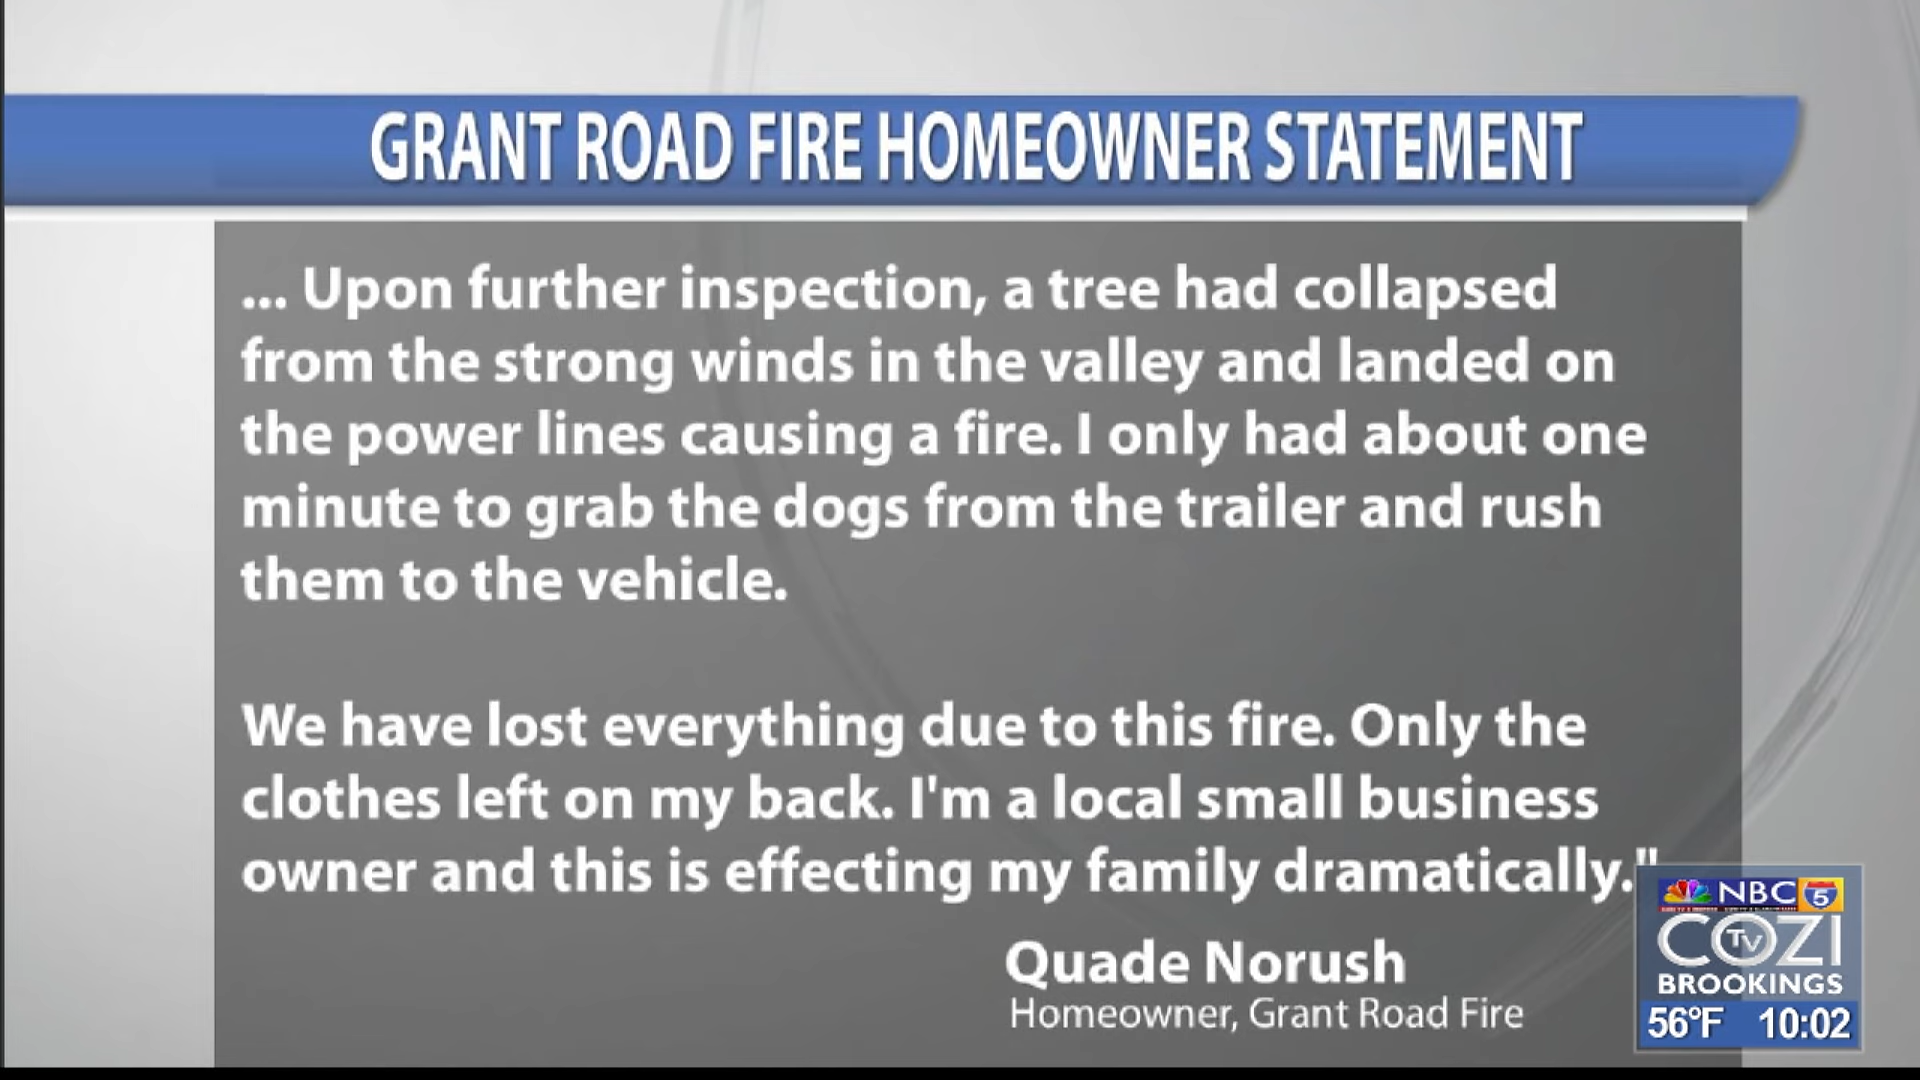 GRANT ROAD FIRE HOMEOWNER STATEMENT
... Upon further inspection, a tree had collapsed
from the strong winds in the valley and landed on
the power lines causing a fire. I only had about one
minute to grab the dogs from the trailer and rush
them to the vehicle.
We have lost everything due to this fire. Only the
clothes left on my back. I'm a local small business
owner and this is effecting my family dramatically."
Quade Norush
Homeowner, Grant Road Fire
NBC 5
COZI
TV
BROOKINGS
56°F 10:02